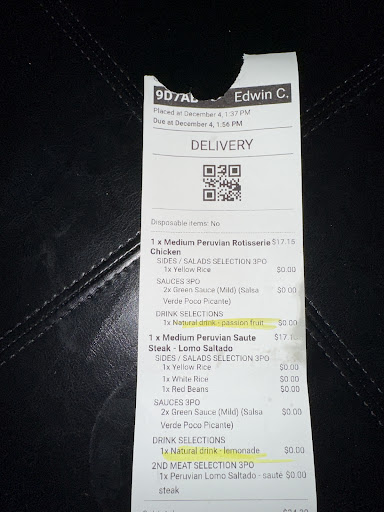 Edwin C.
Placed at December 4, 1:37 PM
Due at December 4, 1:56 PM
DELIVERY
Disposable items: No
1 x Medium Peruvian Rotisserie $17.15
Chicken
SIDES / SALADS SELECTION 3PO
1x Yellow Rice $0.00
SAUCES 3PO
2x Green Sauce (Mild) (Salsa $0.00
Verde Poco Picante)
DRINK SELECTIONS
1x Natural drink - passion fruit $0.00
1 x Medium Peruvian Saute
Steak - Lomo Saltado
SIDES / SALADS SELECTION 3PO
1x Yellow Rice $0.00
1x White Rice $0.00
1x Red Beans $0.00
SAUCES 3PO
2x Green Sauce (Mild) (Salsa $0.00
Verde Poco Picante)
DRINK SELECTIONS
1x Natural drink - lemonade $0.00
2ND MEAT SELECTION 3PO
1x Peruvian Lomo Saltado - sauté $0.00
steak